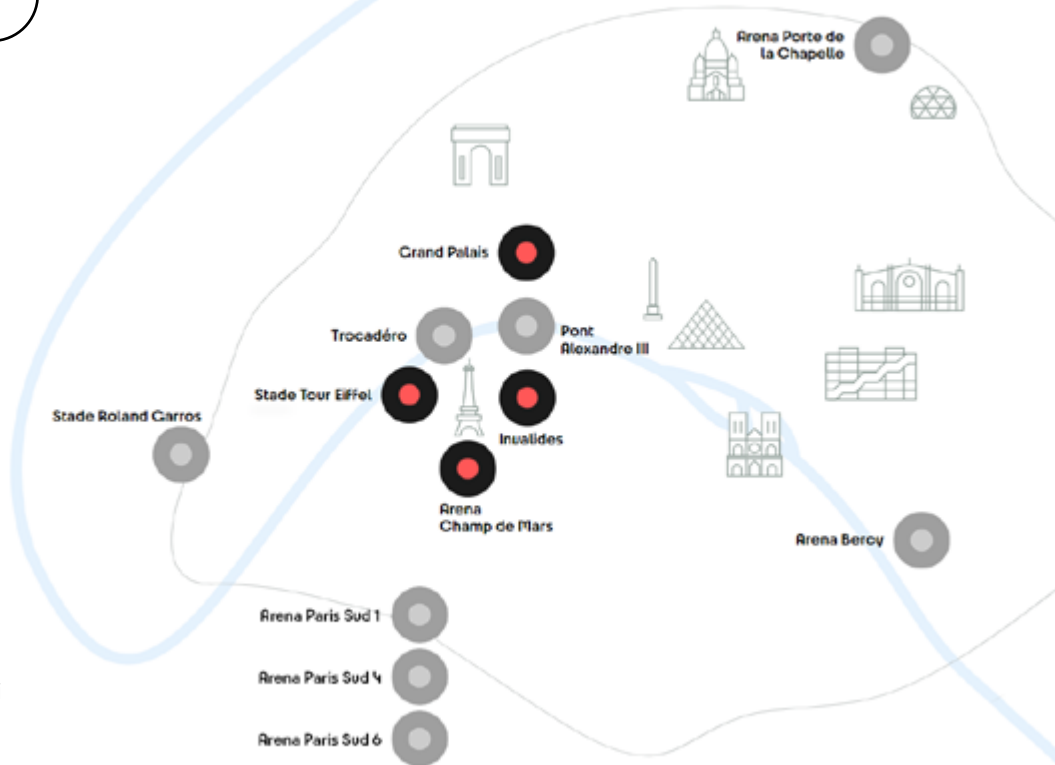 Arena Porte de
la Chapelle
Grand Palais
Trocadéro
Pont
Alexandre III
Stade Tour Eiffel
Stade Roland Garros
Invalides
Arena
Champ de Mars
Arena Bercy
Arena Paris Sud 1
Arena Paris Sud 4
Arena Paris Sud 6